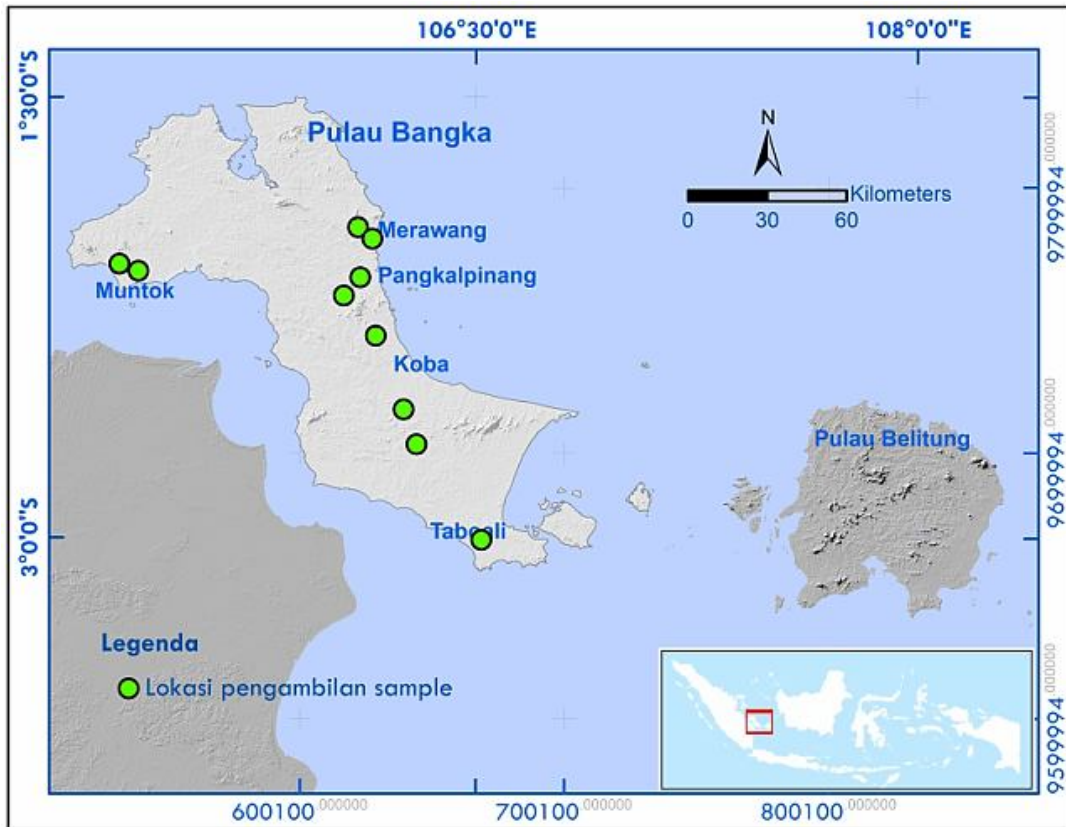 106°30'0"E
108°0'0"E
1°30'0"S
Pulau Bangka
N
Kilometers
0 30 60
9799994.000000
Merawang
Pangkalpinang
Muntok
Koba
9699994.000000
Pulau Belitung
3°0'0"S
Legenda
Lokasi pengambilan sample
9599994.000000
600100.000000
700100.000000
800100.000000